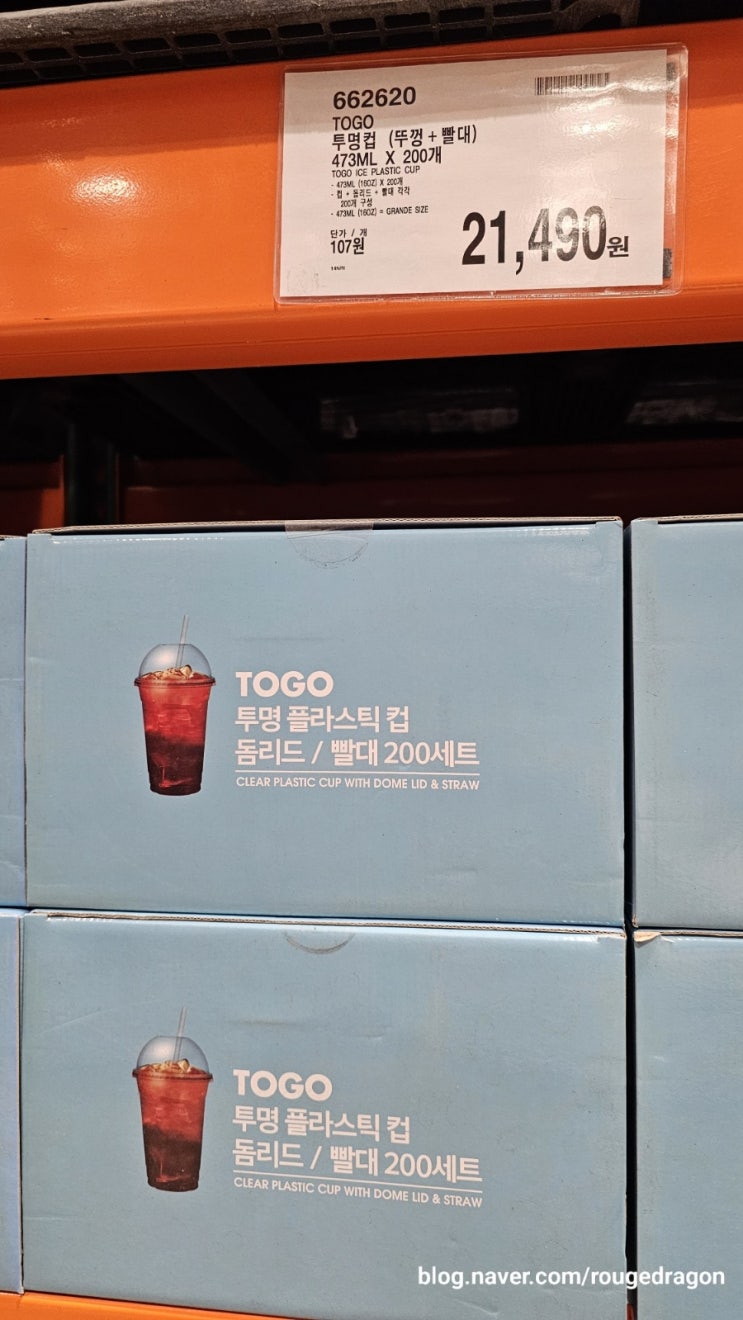 662620
TOGO
투명컵 (뚜껑 + 빨대)
473ML X 200개
TOGO ICE PLASTIC CUP
- 473ML (16OZ) X 200개
- 컵 + 돔리드 + 빨대 각각
200개 구성
- 473ML (16OZ) = GRANDE SIZE
단가 / 개
107원
21,490원
TOGO
투명 플라스틱 컵
돔리드 / 빨대 200세트
CLEAR PLASTIC CUP WITH DOME LID & STRAW
TOGO
투명 플라스틱 컵
돔리드 / 빨대 200세트
CLEAR PLASTIC CUP WITH DOME LID & STRAW
blog.naver.com/rougedragon